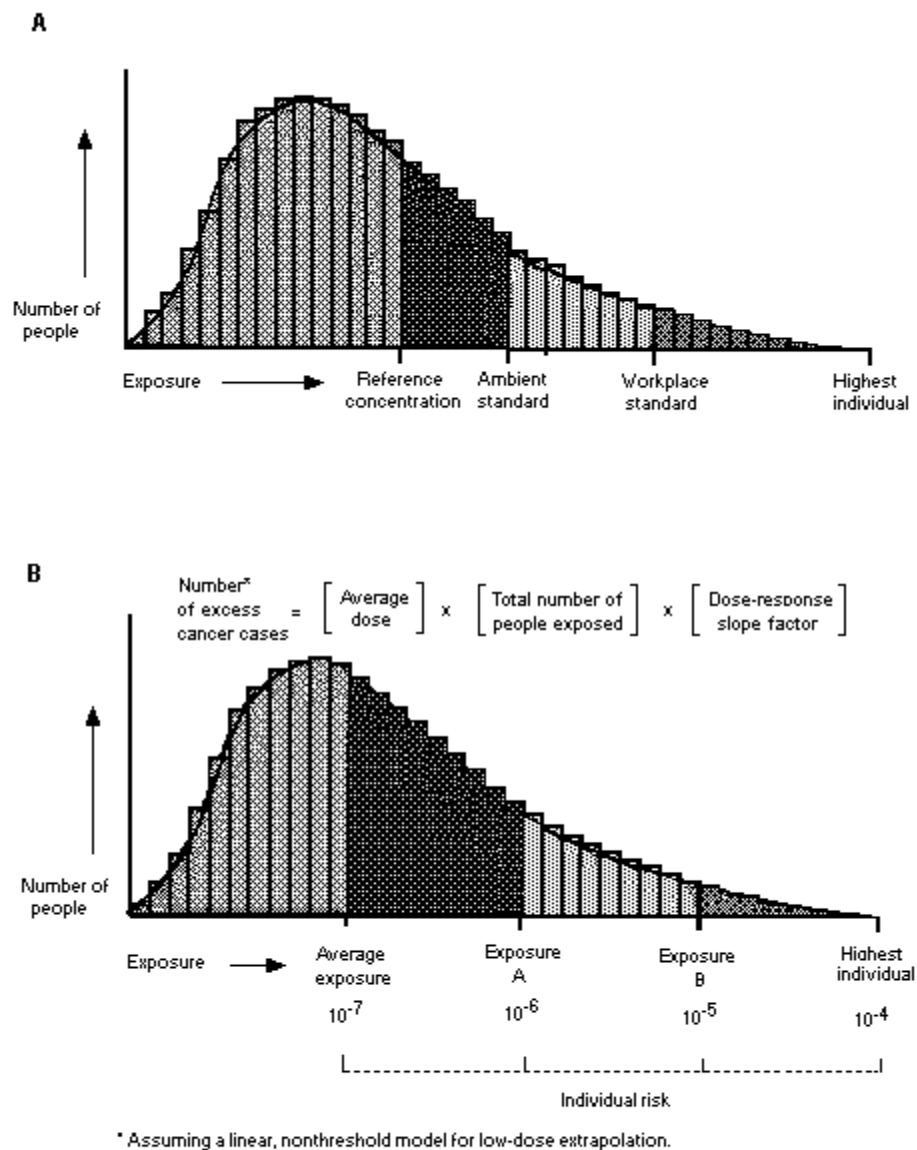 A
Number of
people
Exposure
Reference
concentration
Ambient
standard
Workplace
standard
Highest
individual
B
Number*
of excess
cancer cases
=
[Average
dose]
x
[Total number of
people exposed]
x
[Dose-response
slope factor]
Number of
people
Exposure
Average
exposure
10⁻⁷
Exposure
A
10⁻⁶
Exposure
B
10⁻⁵
Highest
individual
10⁻⁴
Individual risk
* Assuming a linear, nonthreshold model for low-dose extrapolation.